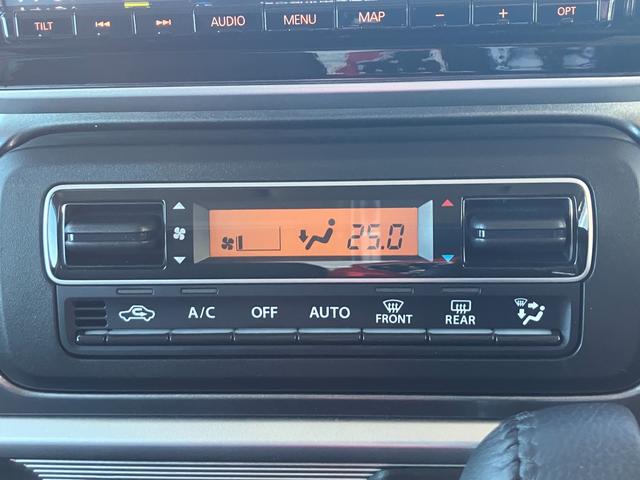 TILT AUDIO MENU MAP - + OPT
25.0
A/C OFF AUTO FRONT REAR